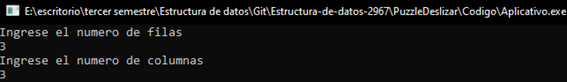 E:\escritorio\tercer semestre\Estructura de datos\Git\Estructura-de-datos-2967\PuzzleDeslizar\Codigo\Aplicativo.exe
Ingrese el numero de filas
3
Ingrese el numero de columnas
3